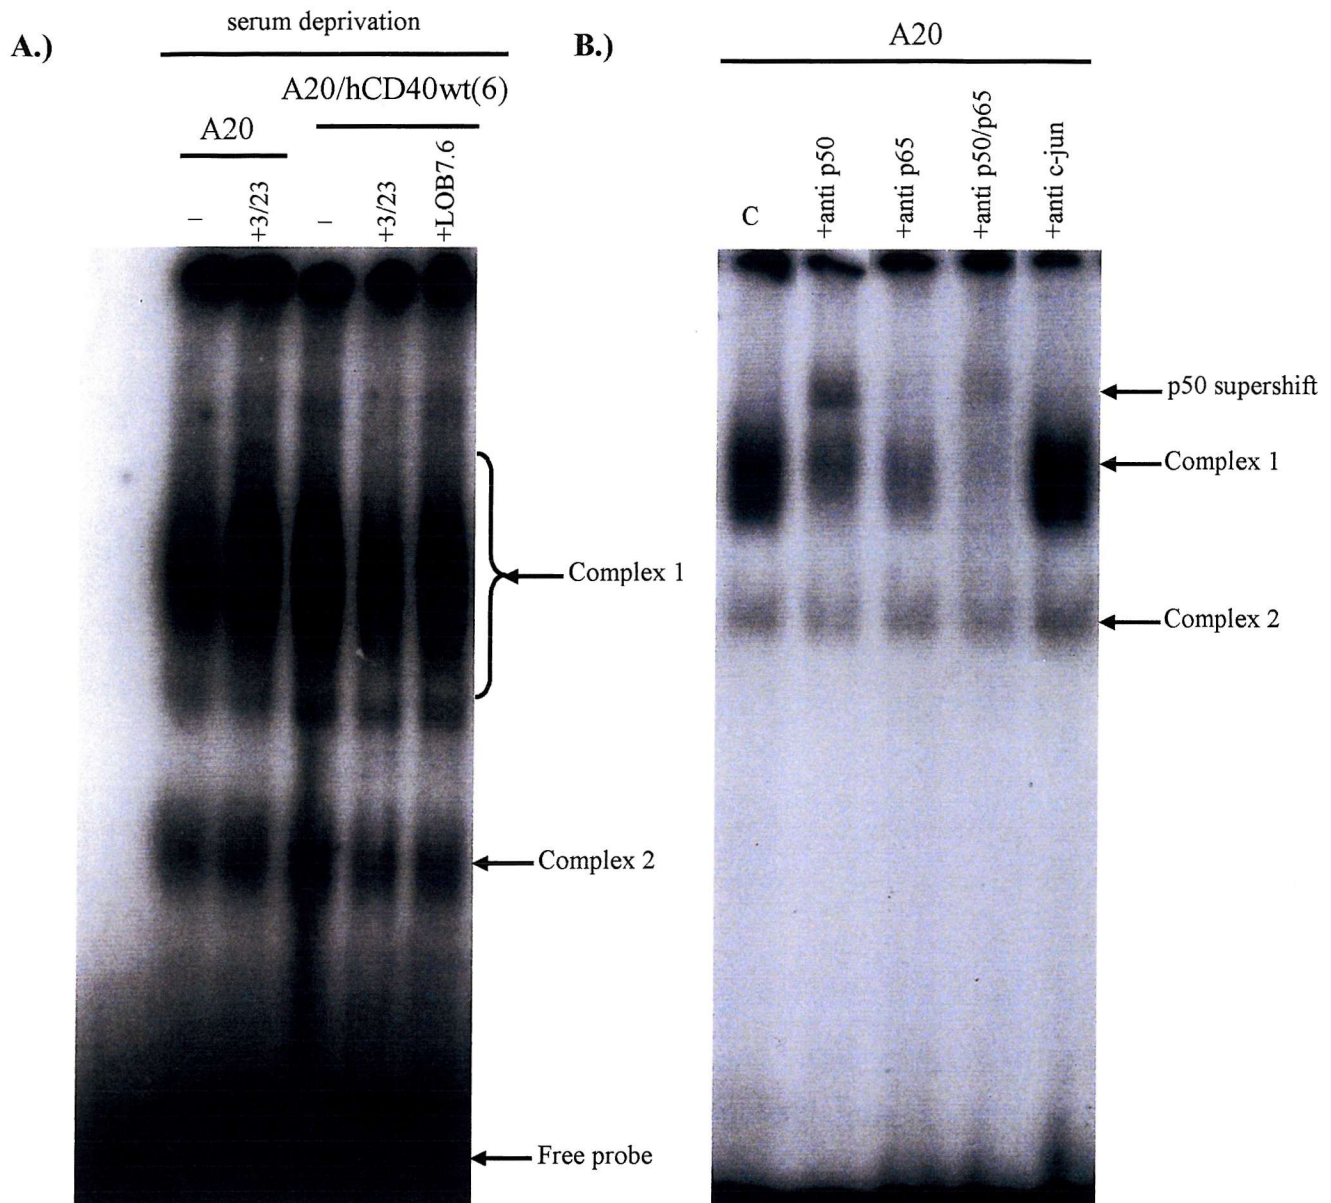 A.)
serum deprivation
A20/hCD40wt(6)
A20
–
+3/23
–
+3/23
+LOB7.6
Complex 1
Complex 2
Free probe
B.)
A20
C
+anti p50
+anti p65
+anti p50/p65
+anti c-jun
p50 supershift
Complex 1
Complex 2